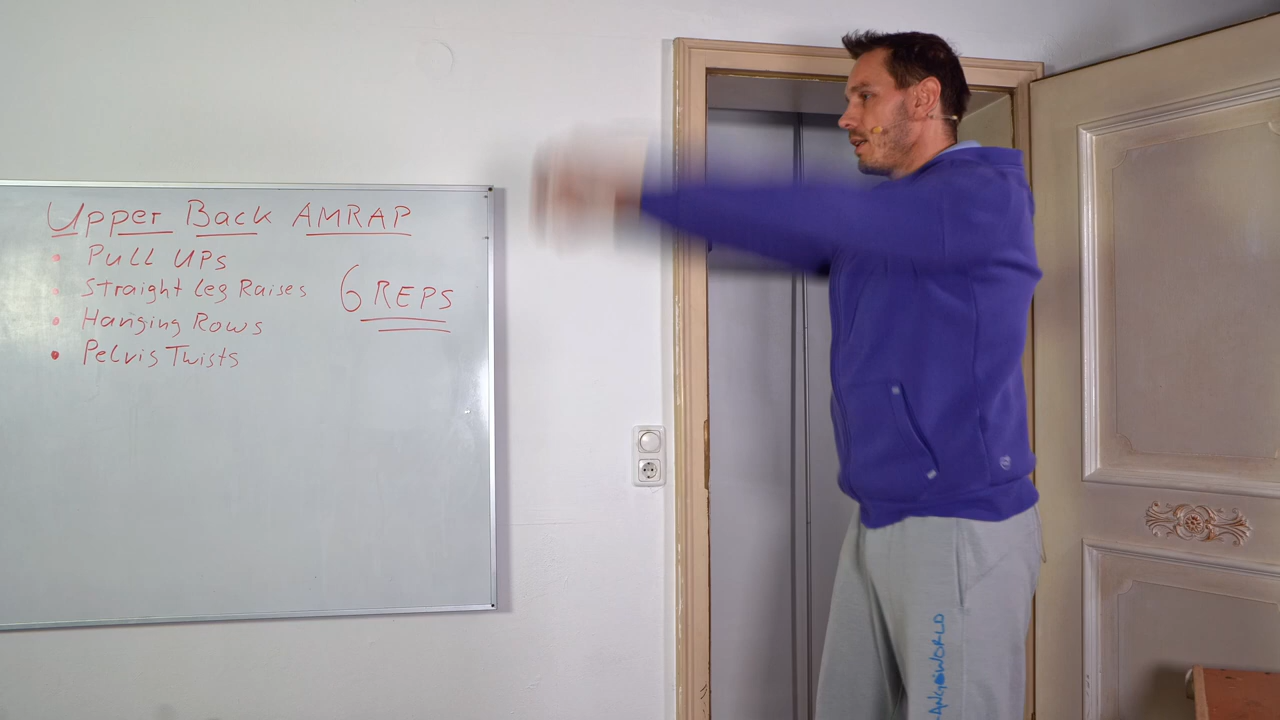 Upper Back AMRAP
• Pull UPs
• Straight Leg Raises
• Hanging Rows
• Pelvis Twists
6 REPS